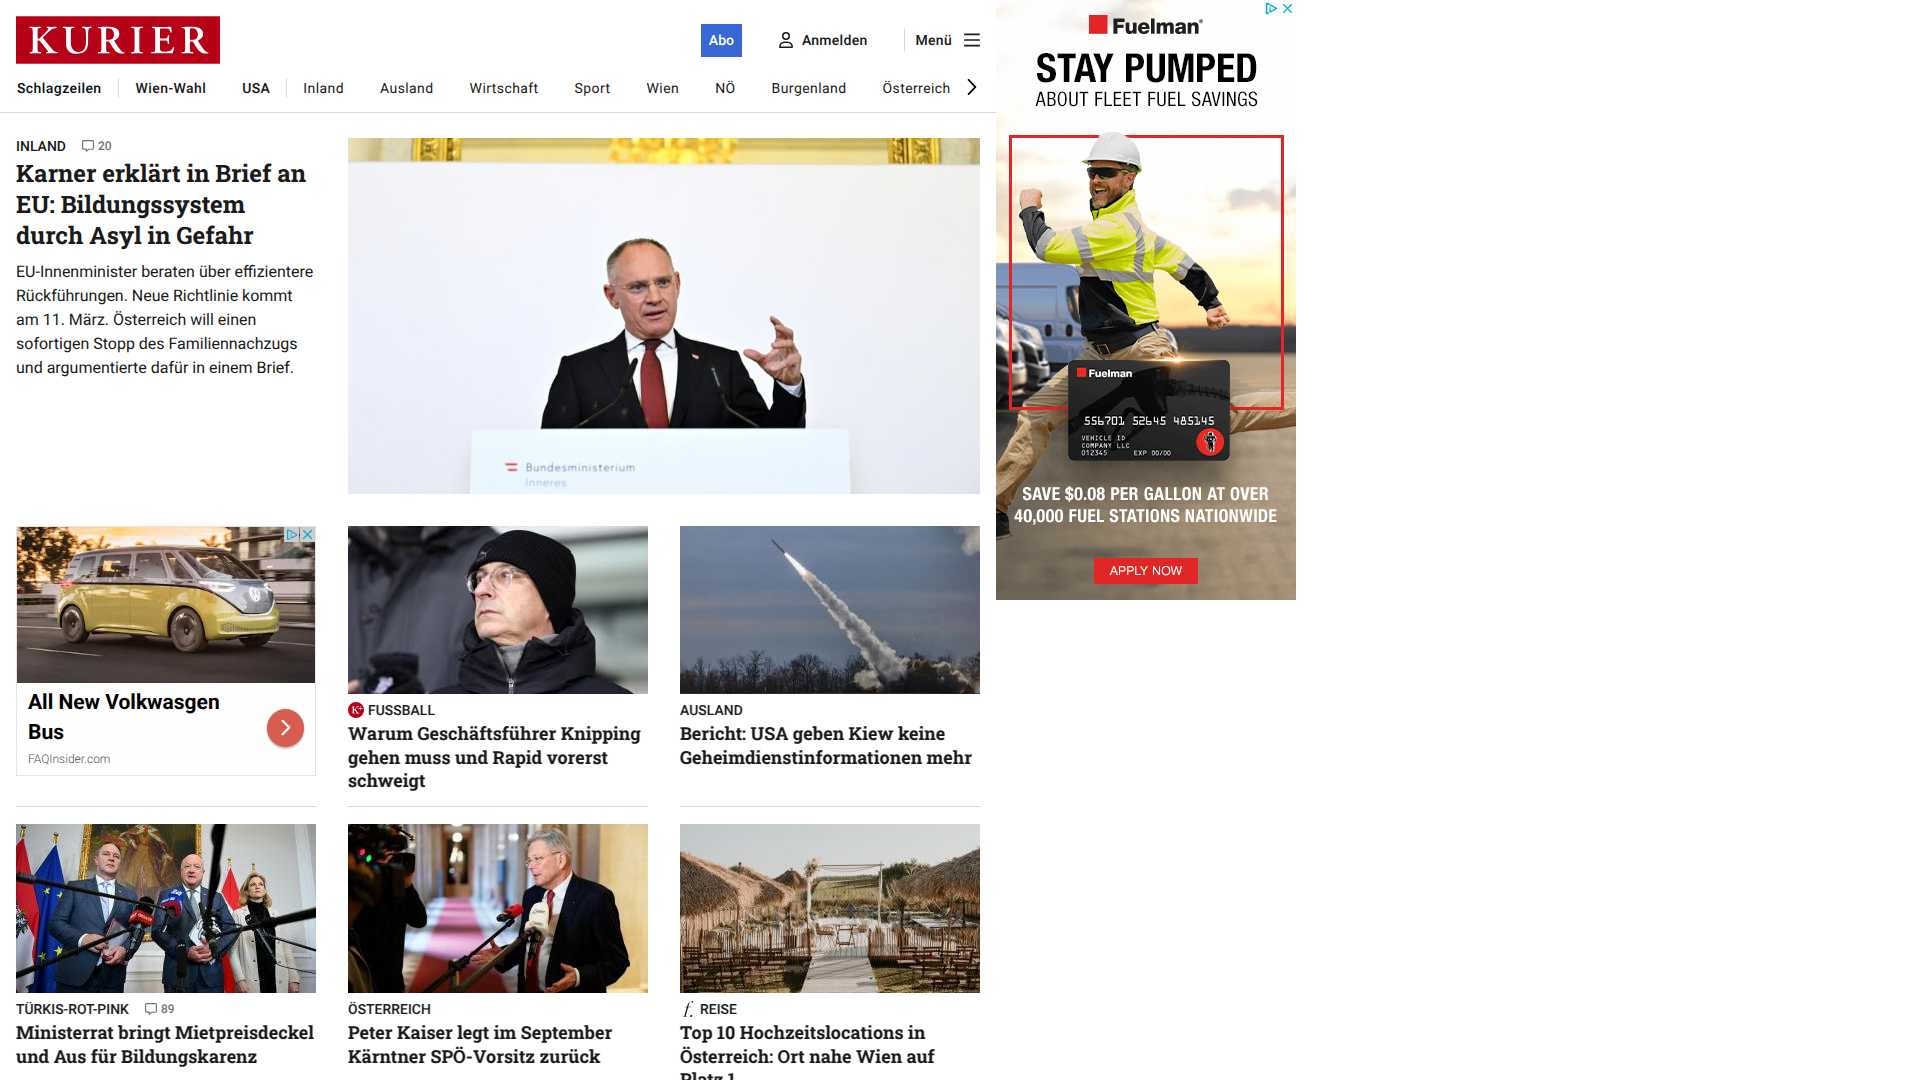 KURIER
Abo
Anmelden
Menü
Schlagzeilen
Wien-Wahl
USA
Inland
Ausland
Wirtschaft
Sport
Wien
NÖ
Burgenland
Österreich
INLAND
20
Karner erklärt in Brief an
EU: Bildungssystem
durch Asyl in Gefahr
EU-Innenminister beraten über effizientere
Rückführungen. Neue Richtlinie kommt
am 11. März. Österreich will einen
sofortigen Stopp des Familiennachzugs
und argumentierte dafür in einem Brief.
Bundesministerium
Inneres
All New Volkwasgen
Bus
FAQInsider.com
K+ FUSSBALL
Warum Geschäftsführer Knipping
gehen muss und Rapid vorerst
schweigt
AUSLAND
Bericht: USA geben Kiew keine
Geheimdienstinformationen mehr
TÜRKIS-ROT-PINK
89
Ministerrat bringt Mietpreisdeckel
und Aus für Bildungskarenz
ÖSTERREICH
Peter Kaiser legt im September
Kärntner SPÖ-Vorsitz zurück
f. REISE
Top 10 Hochzeitslocations in
Österreich: Ort nahe Wien auf
Platz 1
Fuelman
STAY PUMPED
ABOUT FLEET FUEL SAVINGS
Fuelman
556701 52645 485145
VEHICLE ID
COMPANY LLC
012345 EXP 00/00
SAVE $0.08 PER GALLON AT OVER
40,000 FUEL STATIONS NATIONWIDE
APPLY NOW